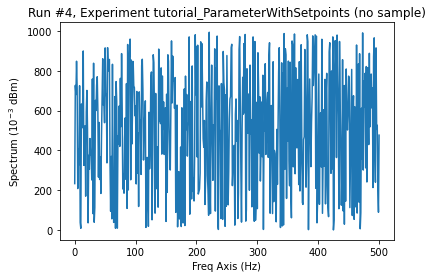 Run #4, Experiment tutorial_ParameterWithSetpoints (no sample)
1000
800
600
400
200
0
Spectrum (10⁻³ dBm)
0 100 200 300 400 500
Freq Axis (Hz)